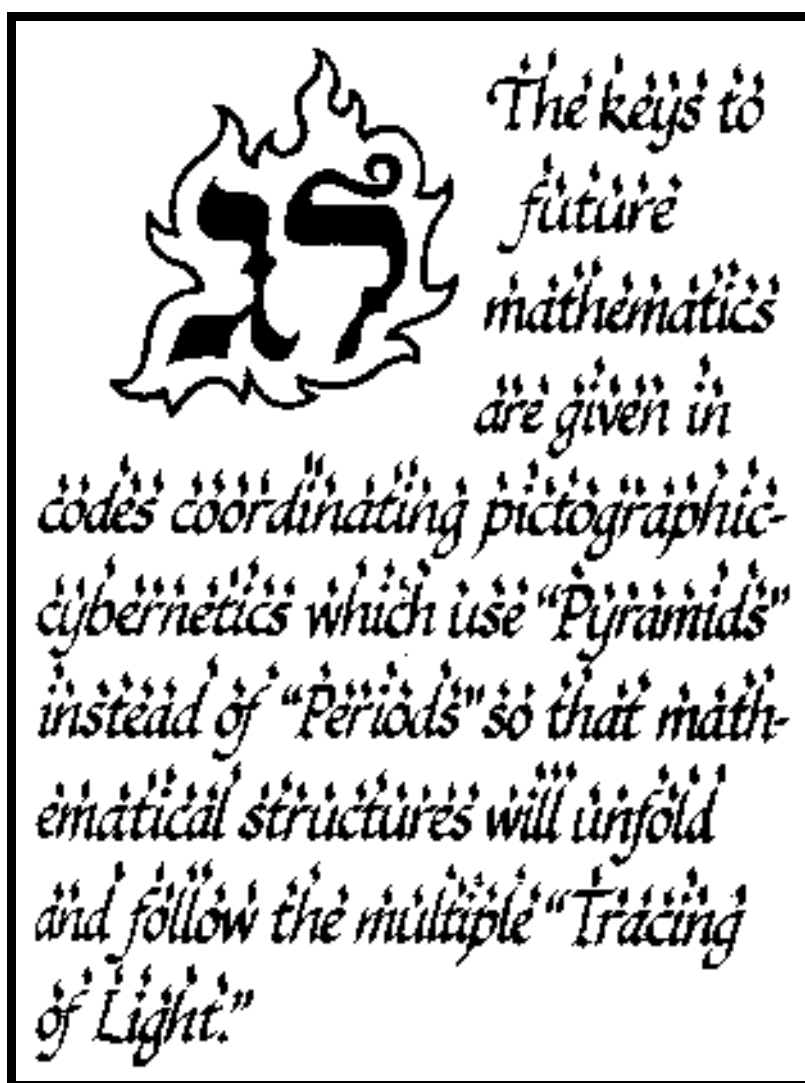 לג
The keys to
future
mathematics
are given in
codes coordinating pictographic-
cybernetics which use “Pyramids”
instead of “Periods” so that math-
ematical structures will unfold
and follow the multiple “Tracing
of Light.”